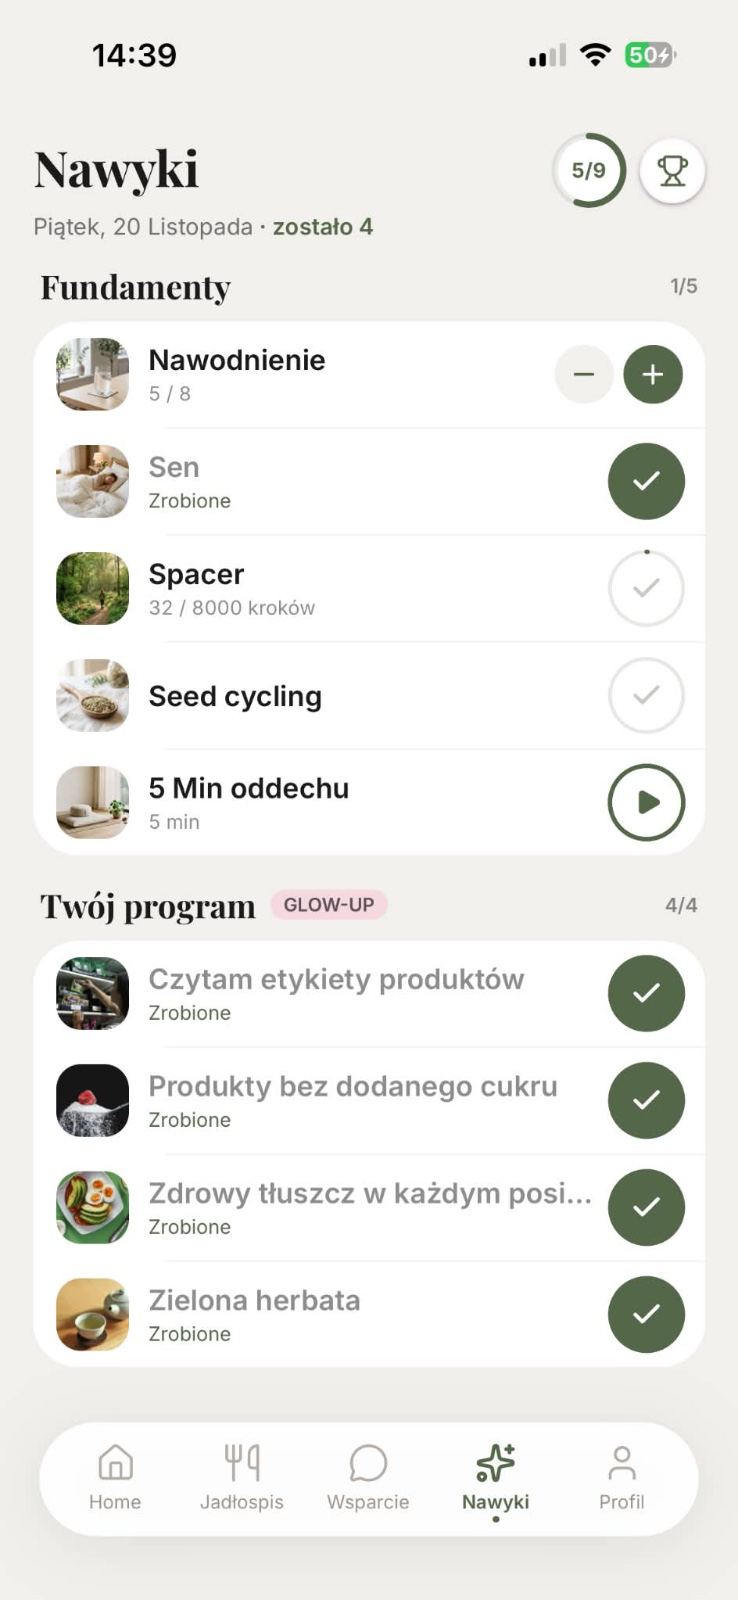 14:39
50
Nawyki
5/9
Piątek, 20 Listopada · zostało 4
Fundamenty
1/5
Nawodnienie
5 / 8
Sen
Zrobione
Spacer
32 / 8000 kroków
Seed cycling
5 Min oddechu
5 min
Twój program
GLOW-UP
4/4
Czytam etykiety produktów
Zrobione
Produkty bez dodanego cukru
Zrobione
Zdrowy tłuszcz w każdym posi...
Zrobione
Zielona herbata
Zrobione
Home
Jadłospis
Wsparcie
Nawyki
Profil